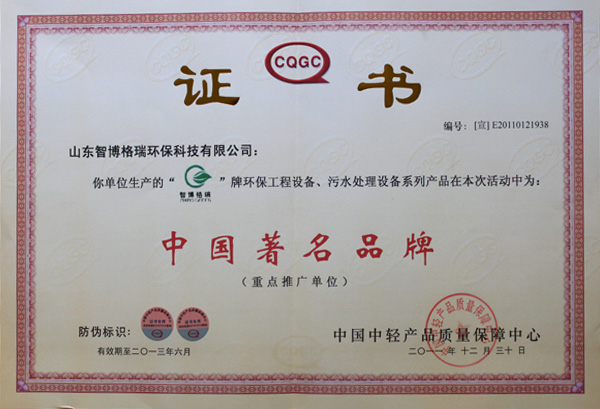 CQGC
证书
编号:[宣]E20110121938
山东智博格瑞环保科技有限公司:
你单位生产的“智博格瑞”牌环保工程设备、污水处理设备系列产品在本次活动中为:
中国著名品牌
(重点推广单位)
防伪标识:
中国中轻产品质量保障中心
有效期至二〇一三年六月
二〇一一年 十二月 三十日